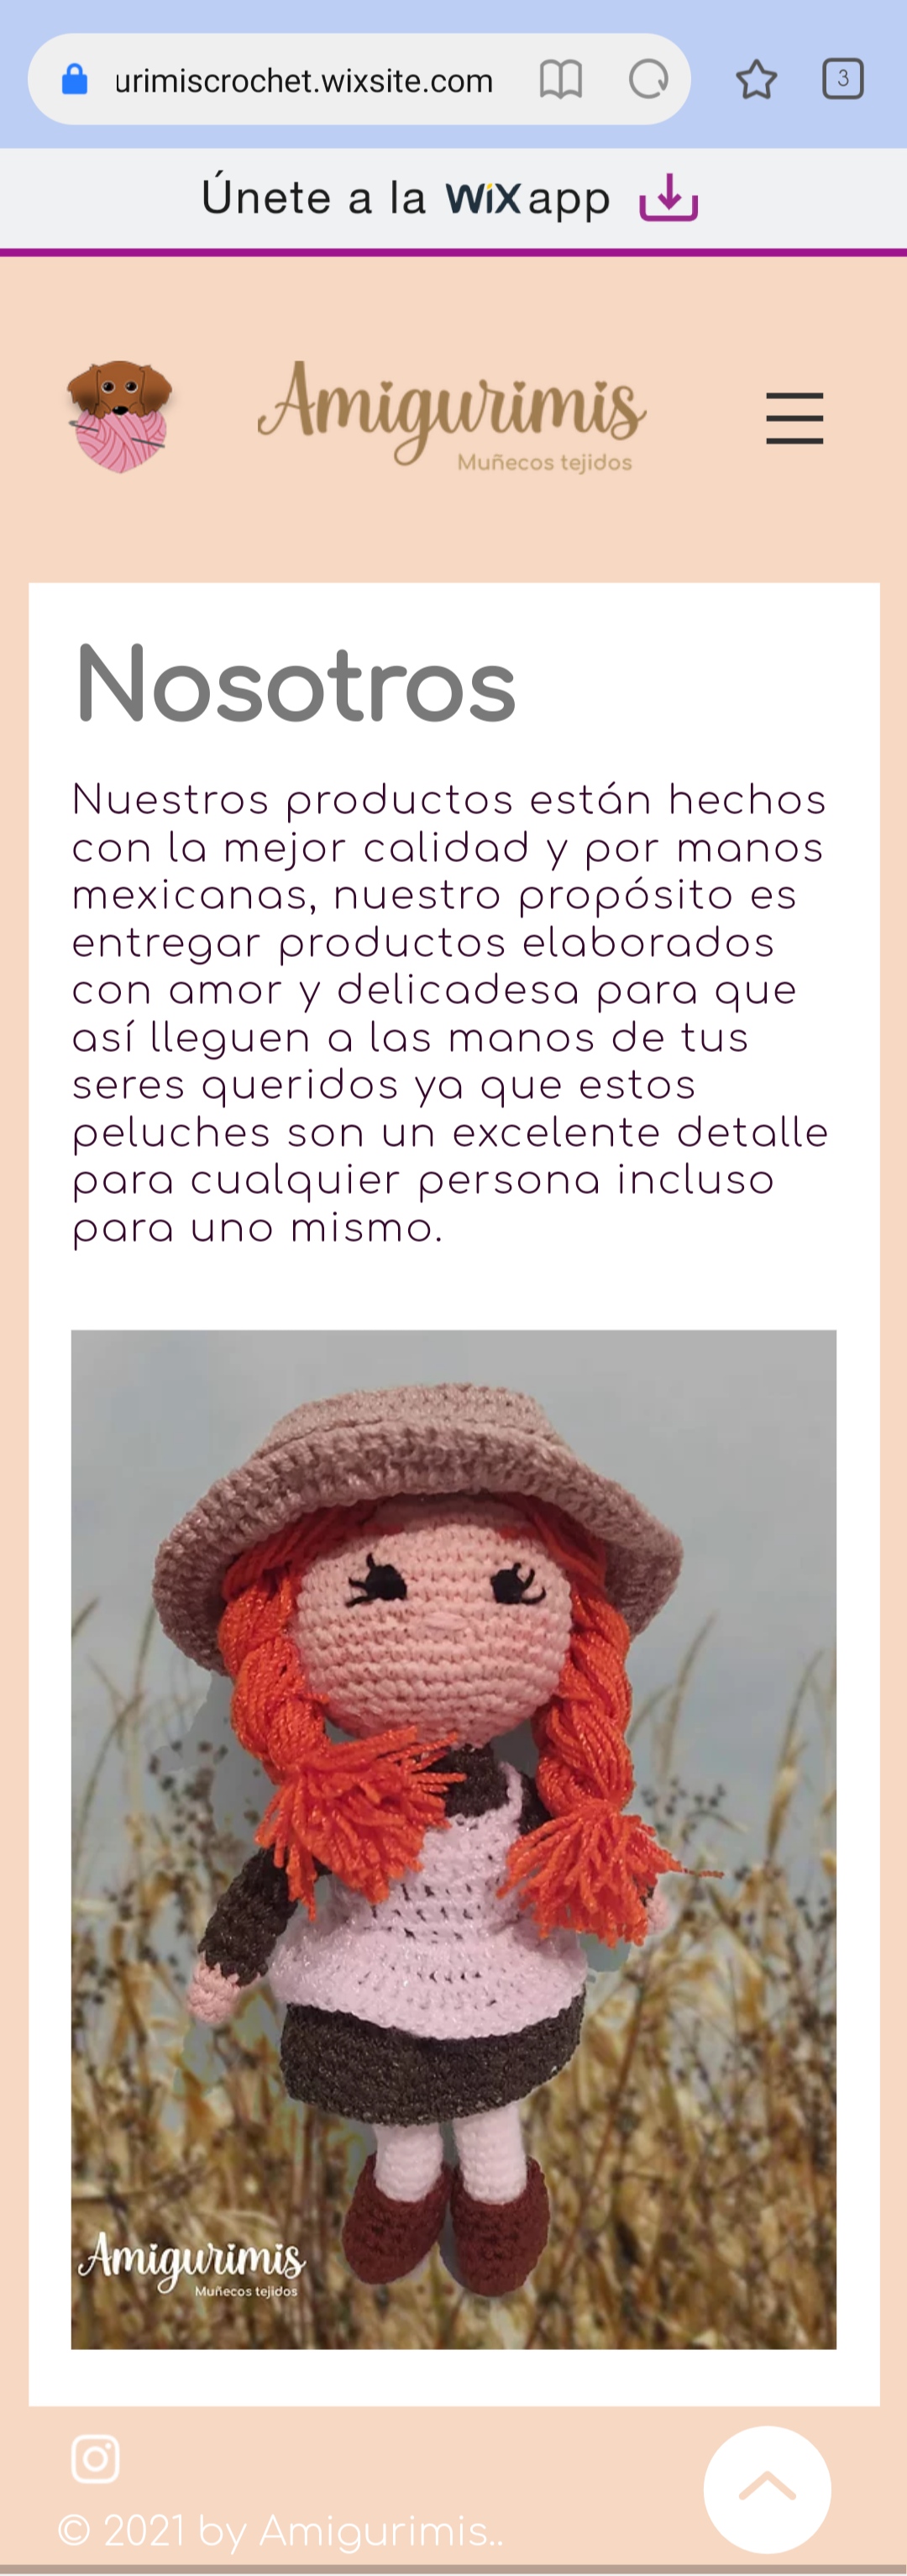 urimiscrochet.wixsite.com
3
Únete a la WiX app
Amigurimis
Muñecos tejidos
Nosotros
Nuestros productos están hechos
con la mejor calidad y por manos
mexicanas, nuestro propósito es
entregar productos elaborados
con amor y delicadesa para que
así lleguen a las manos de tus
seres queridos ya que estos
peluches son un excelente detalle
para cualquier persona incluso
para uno mismo.
Amigurimis
Muñecos tejidos
© 2021 by Amigurimis..